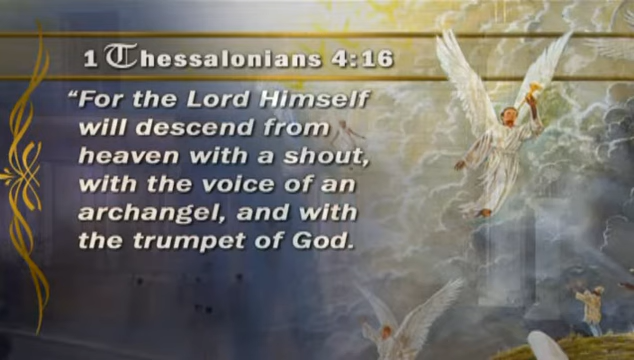 1 Thessalonians 4:16
“For the Lord Himself
will descend from
heaven with a shout,
with the voice of an
archangel, and with
the trumpet of God.